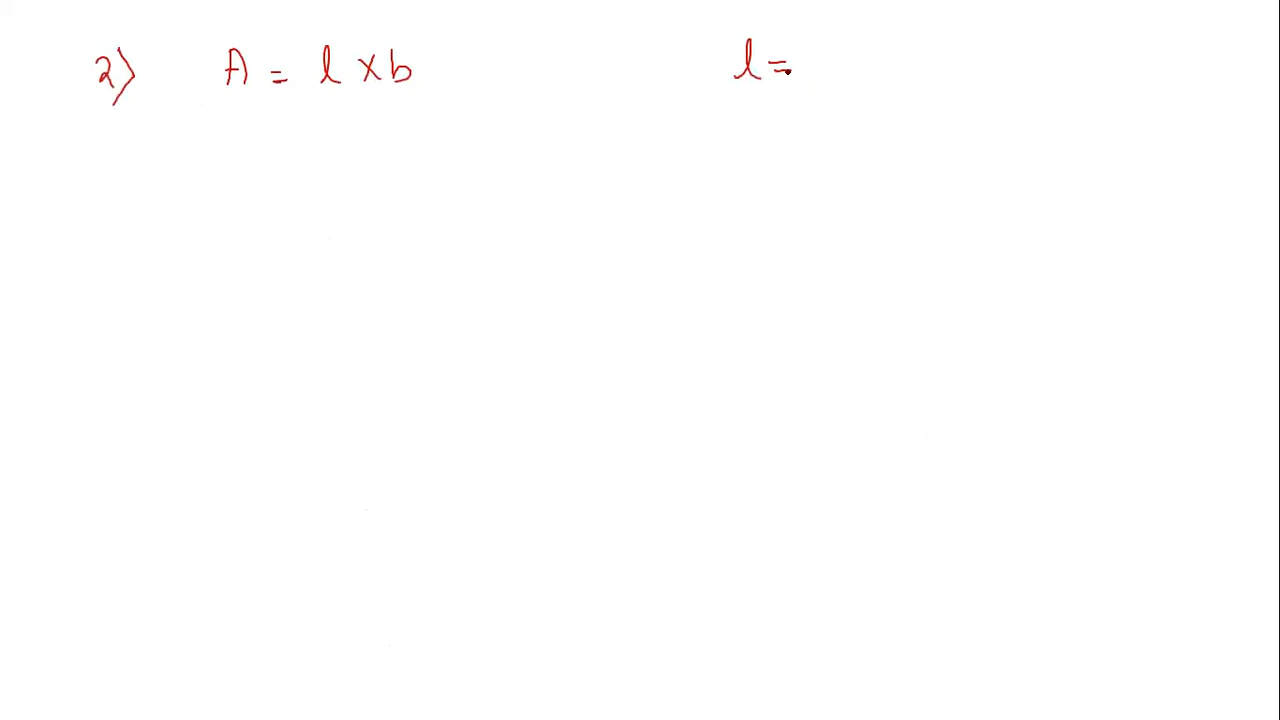 2) A = l × b l =